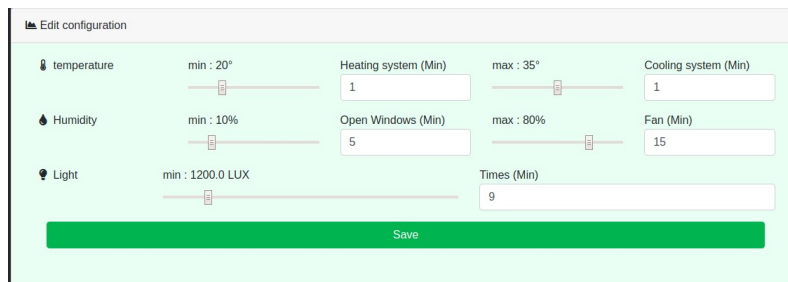 Edit configuration
temperature min : 20° Heating system (Min) max : 35° Cooling system (Min)
1 1
Humidity min : 10% Open Windows (Min) max : 80% Fan (Min)
5 15
Light min : 1200.0 LUX Times (Min)
9
Save